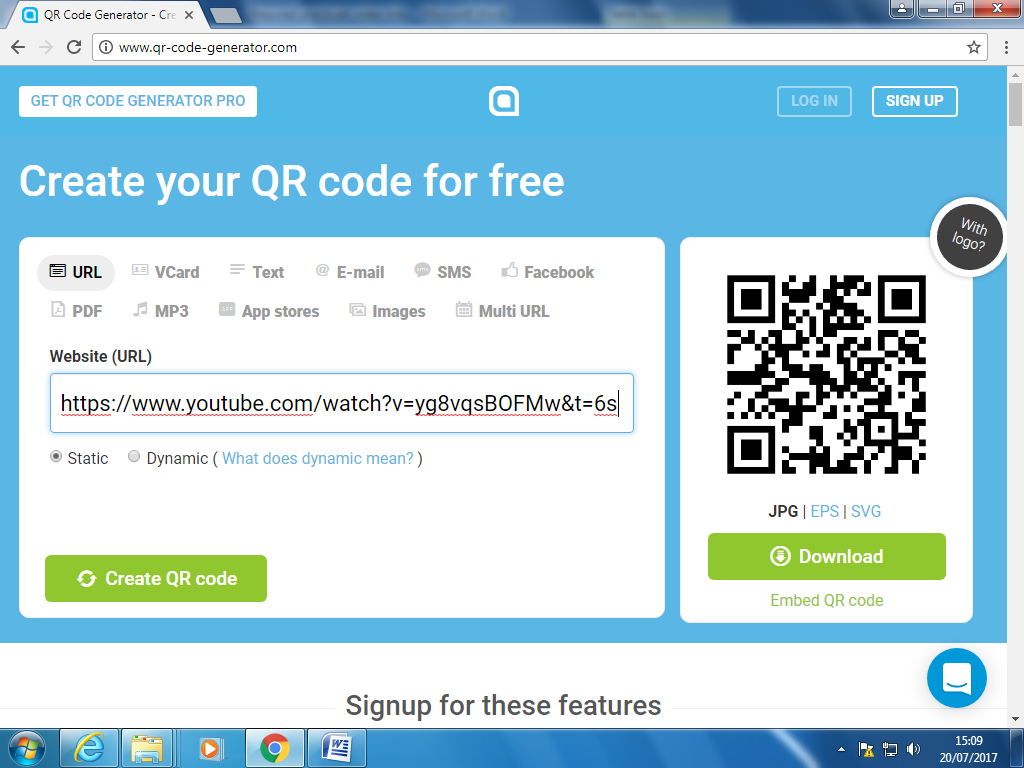 QR Code Generator - Cre
www.qr-code-generator.com
GET QR CODE GENERATOR PRO
LOG IN
SIGN UP
Create your QR code for free
With
logo?
URL VCard Text E-mail SMS Facebook
PDF MP3 App stores Images Multi URL
Website (URL)
https://www.youtube.com/watch?v=yg8vqsBOFMw&t=6s
Static Dynamic ( What does dynamic mean? )
Create QR code
JPG | EPS | SVG
Download
Embed QR code
Signup for these features
15:09
20/07/2017